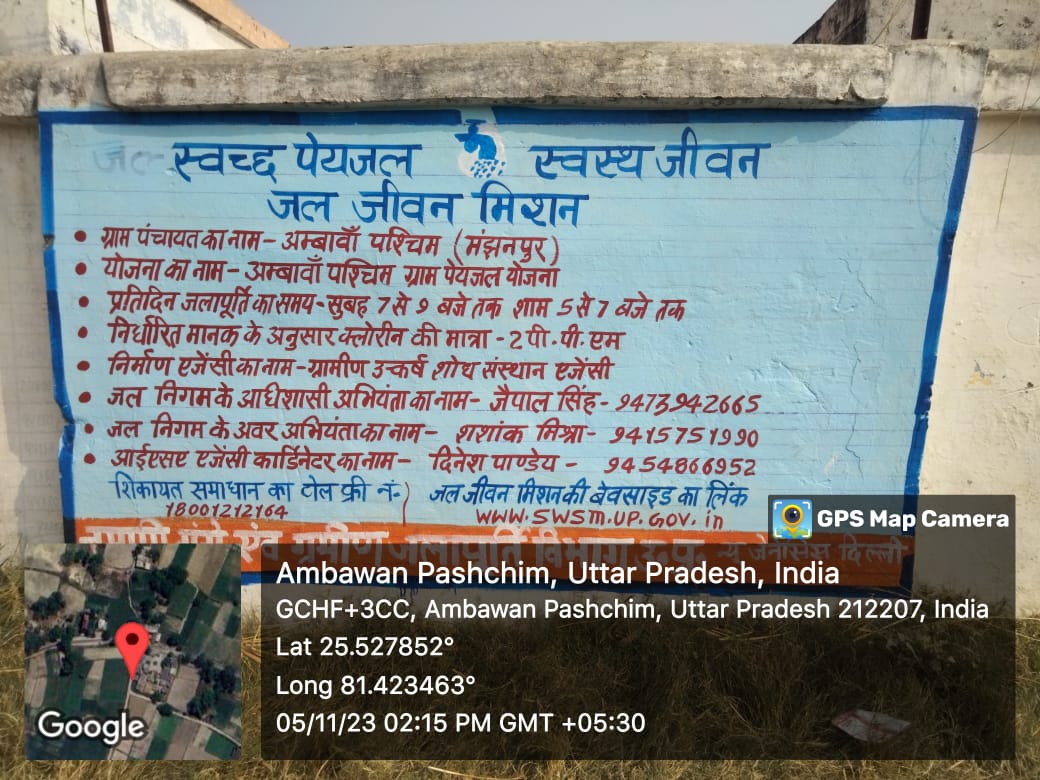 जल स्वच्छ पेयजल स्वस्थ जीवन
जल जीवन मिशन
• ग्राम पंचायत का नाम - अम्बावाँ पश्चिम (मंझनपुर)
• योजना का नाम - अम्बावाँ पश्चिम ग्राम पेयजल योजना
• प्रतिदिन जलापूर्ति का समय - सुबह 7 से 9 बजे तक शाम 5 से 7 बजे तक
• निर्धारित मानक के अनुसार क्लोरीन की मात्रा - 2 पी.पी.एम
• निर्माण एजेंसी का नाम - ग्रामीण उत्कर्ष शोध संस्थान एजेंसी
• जल निगम के आधिशासी अभियंता का नाम - जैपाल सिंह - 9473942665
• जल निगम के अवर अभियंता का नाम - शशांक मिश्रा - 9415751990
• आईएसए एजेंसी कार्डिनेटर का नाम - दिनेश पाण्डेय - 9454866952
शिकायत समाधान का टोल फ्री नं.) जल जीवन मिशन की बेवसाइड का लिंक
18001212164 www.swsm.up.gov.in
नमामि गंगे एंव ग्रामीण जलापूर्ति विभाग उ.प्र.
GPS Map Camera
Ambawan Pashchim, Uttar Pradesh, India
GCHF+3CC, Ambawan Pashchim, Uttar Pradesh 212207, India
Lat 25.527852°
Long 81.423463°
05/11/23 02:15 PM GMT +05:30
Google